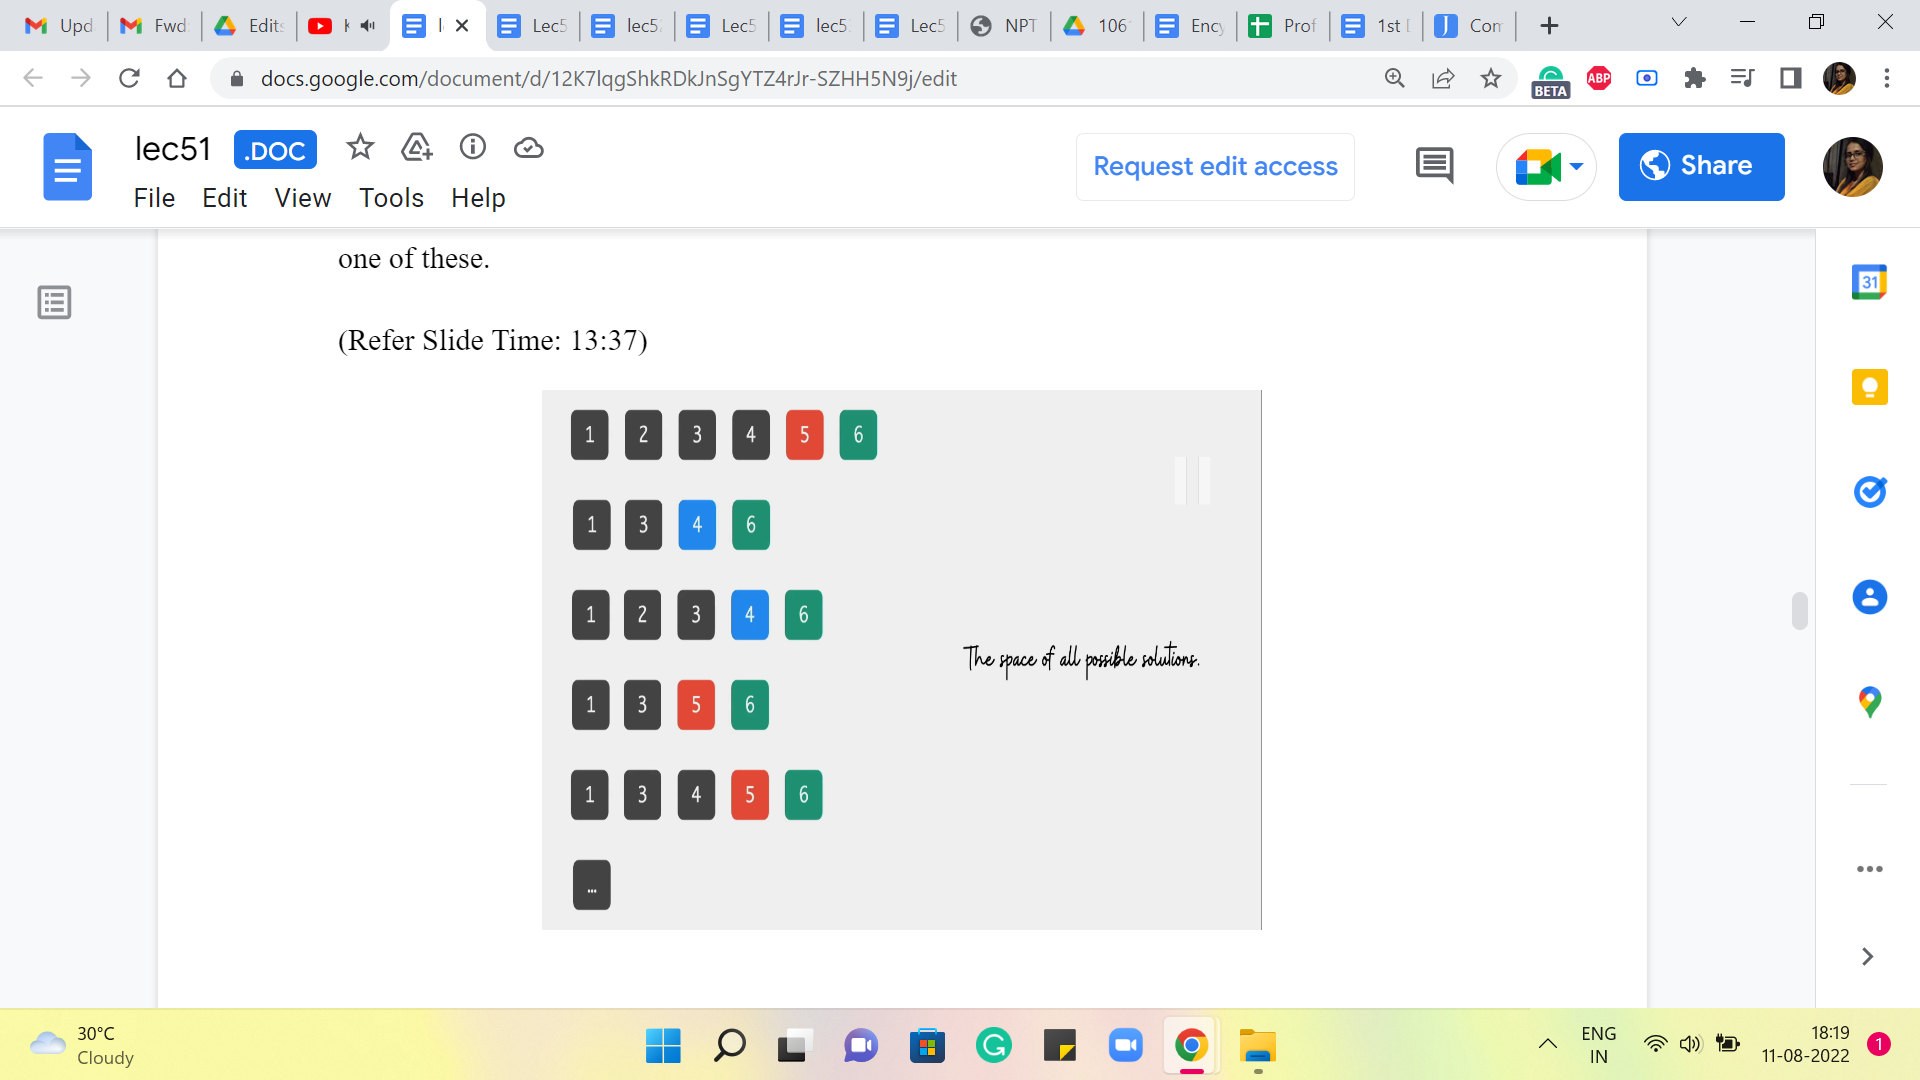 Upd Fwd Edits K l Lec5 lec5 Lec5 lec5 Lec5 NPT 106 Ency Prof 1st Con
docs.google.com/document/d/12K7lqgShkRDkJnSgYTZ4rJr-SZHH5N9j/edit
BETA
ABP
lec51 .DOC
Request edit access
Share
File Edit View Tools Help
one of these.
31
(Refer Slide Time: 13:37)
1 2 3 4 5 6
1 3 4 6
1 2 3 4 6
The space of all possible solutions.
1 3 5 6
1 3 4 5 6
...
30°C
Cloudy
ENG
IN
18:19
11-08-2022
1